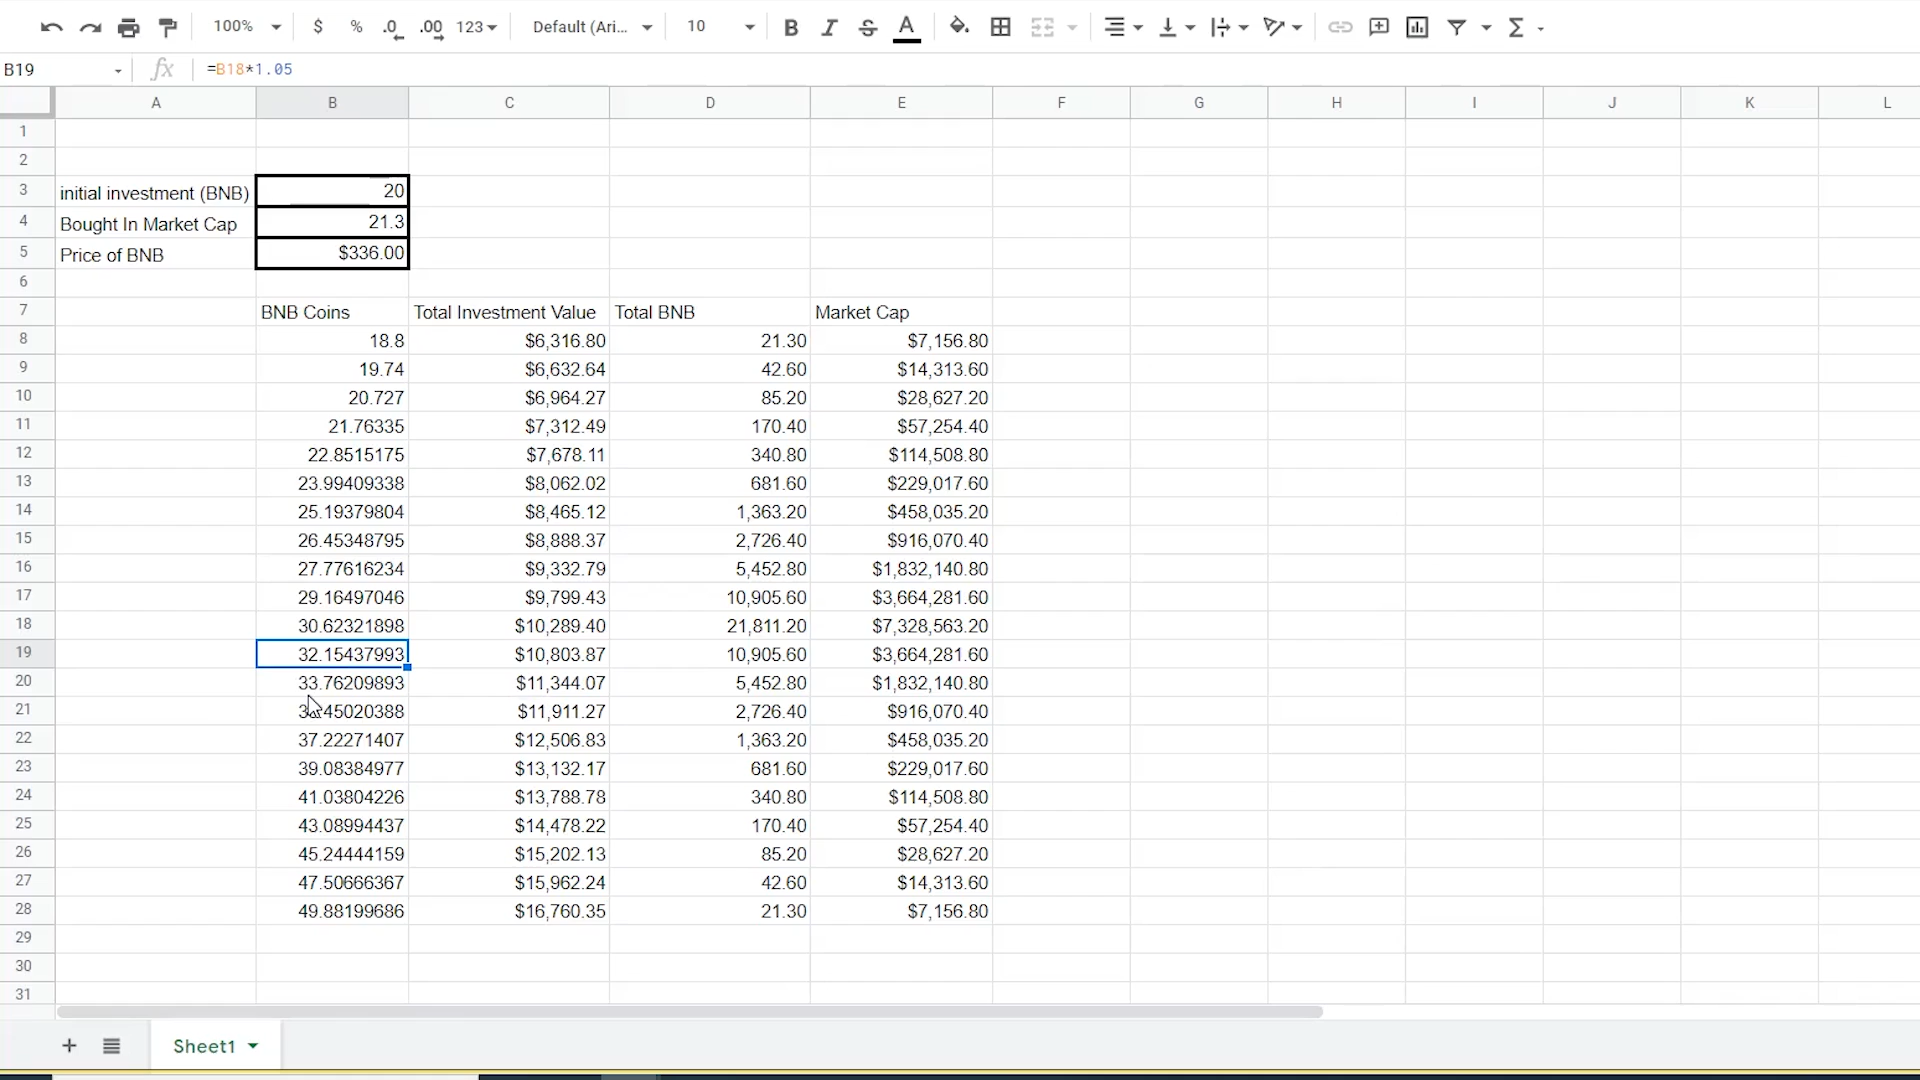 100% $ % .0 .00 123 Default (Ari... 10 B I S A
B19 fx =B18*1.05
A B C D E F G H I J K L
1
2
3 initial investment (BNB) 20
4 Bought In Market Cap 21.3
5 Price of BNB $336.00
6
7 BNB Coins Total Investment Value Total BNB Market Cap
8 18.8 $6,316.80 21.30 $7,156.80
9 19.74 $6,632.64 42.60 $14,313.60
10 20.727 $6,964.27 85.20 $28,627.20
11 21.76335 $7,312.49 170.40 $57,254.40
12 22.8515175 $7,678.11 340.80 $114,508.80
13 23.99409338 $8,062.02 681.60 $229,017.60
14 25.19379804 $8,465.12 1,363.20 $458,035.20
15 26.45348795 $8,888.37 2,726.40 $916,070.40
16 27.77616234 $9,332.79 5,452.80 $1,832,140.80
17 29.16497046 $9,799.43 10,905.60 $3,664,281.60
18 30.62321898 $10,289.40 21,811.20 $7,328,563.20
19 32.15437993 $10,803.87 10,905.60 $3,664,281.60
20 33.76209893 $11,344.07 5,452.80 $1,832,140.80
21 $11,911.27 2,726.40 $916,070.40
22 37.22271407 $12,506.83 1,363.20 $458,035.20
23 39.08384977 $13,132.17 681.60 $229,017.60
24 41.03804226 $13,788.78 340.80 $114,508.80
25 43.08994437 $14,478.22 170.40 $57,254.40
26 45.24444159 $15,202.13 85.20 $28,627.20
27 47.50666367 $15,962.24 42.60 $14,313.60
28 49.88199686 $16,760.35 21.30 $7,156.80
29
30
31
Sheet1